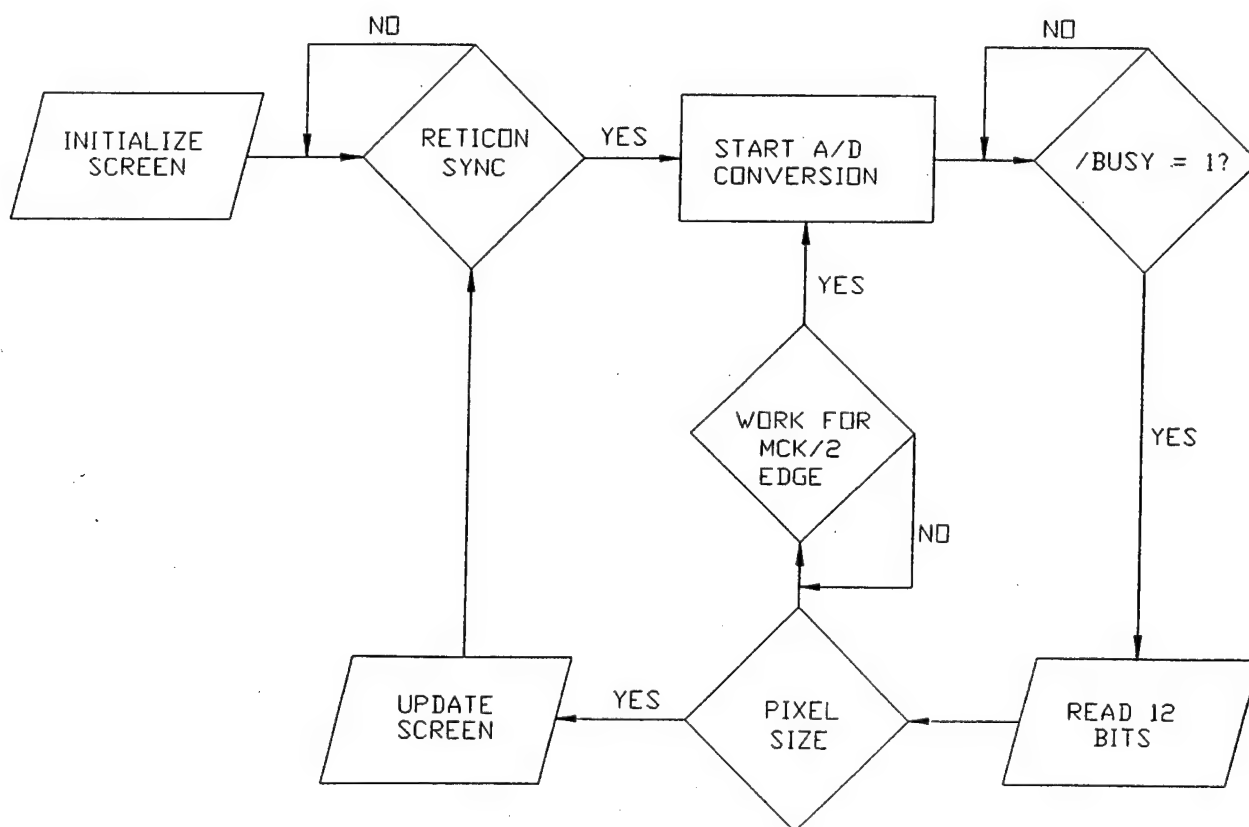 NO
NO
INITIALIZE
SCREEN
RETICON
SYNC
YES
START A/D
CONVERSION
/BUSY = 1?
YES
WORK FOR
MCK/2
EDGE
YES
NO
UPDATE
SCREEN
YES
PIXEL
SIZE
READ 12
BITS